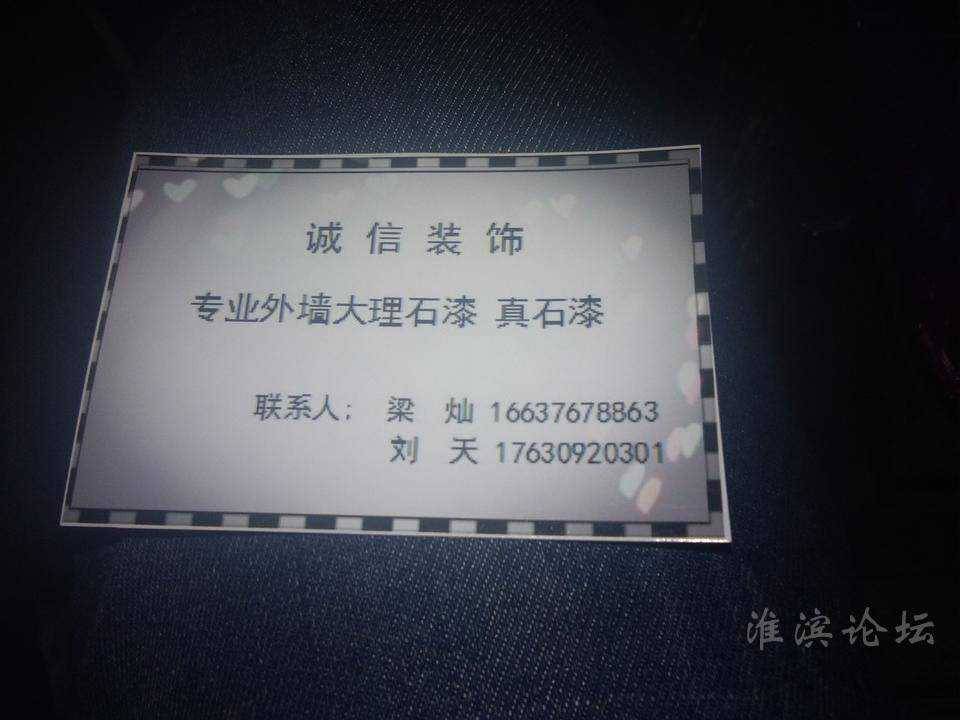 诚信装饰
专业外墙大理石漆 真石漆
联系人： 梁 灿 16637678863
刘 天 17630920301
淮滨论坛